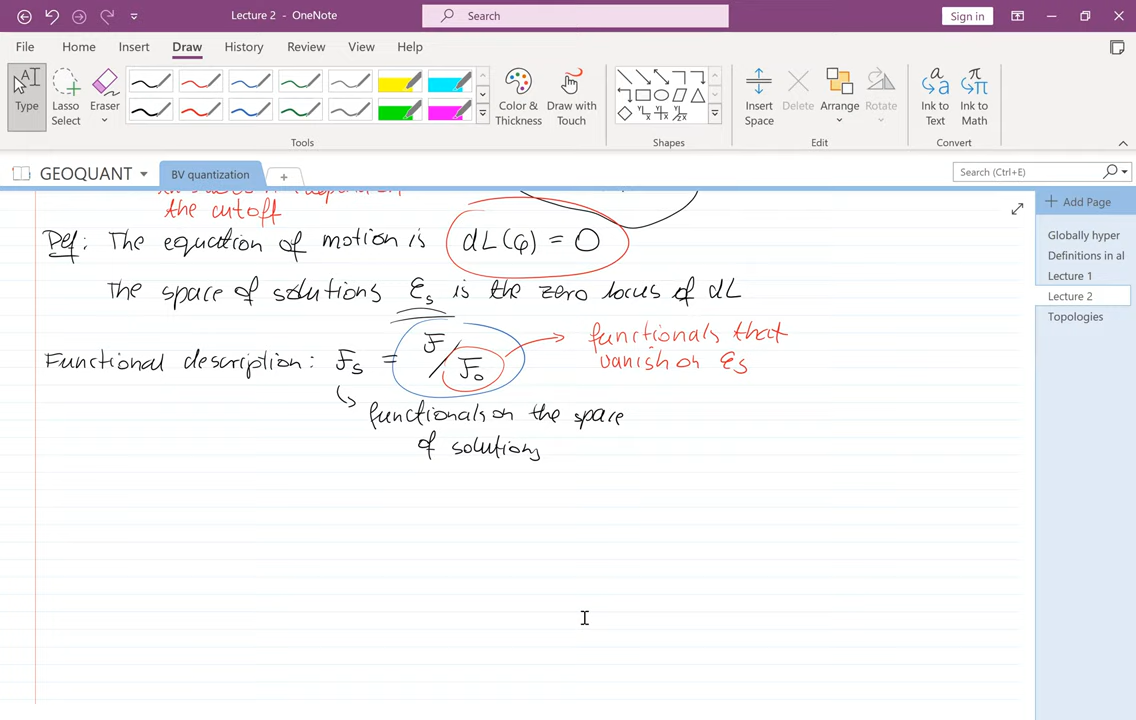 Lecture 2 - OneNote
Search
Sign in
File Home Insert Draw History Review View Help
Type
Lasso Select
Eraser
Color & Thickness
Draw with Touch
Insert Space
Delete
Arrange
Rotate
Ink to Text
Ink to Math
Tools
Shapes
Edit
Convert
GEOQUANT
BV quantization
Search (Ctrl+E)
Add Page
Globally hyper
Definitions in al
Lecture 1
Lecture 2
Topologies
the cutoff
Def: The equation of motion is dL(φ) = 0
The space of solutions Es is the zero locus of dL
Functional description: Fs = F/F0
functionals that
vanish on Es
functionals on the space
of solutions